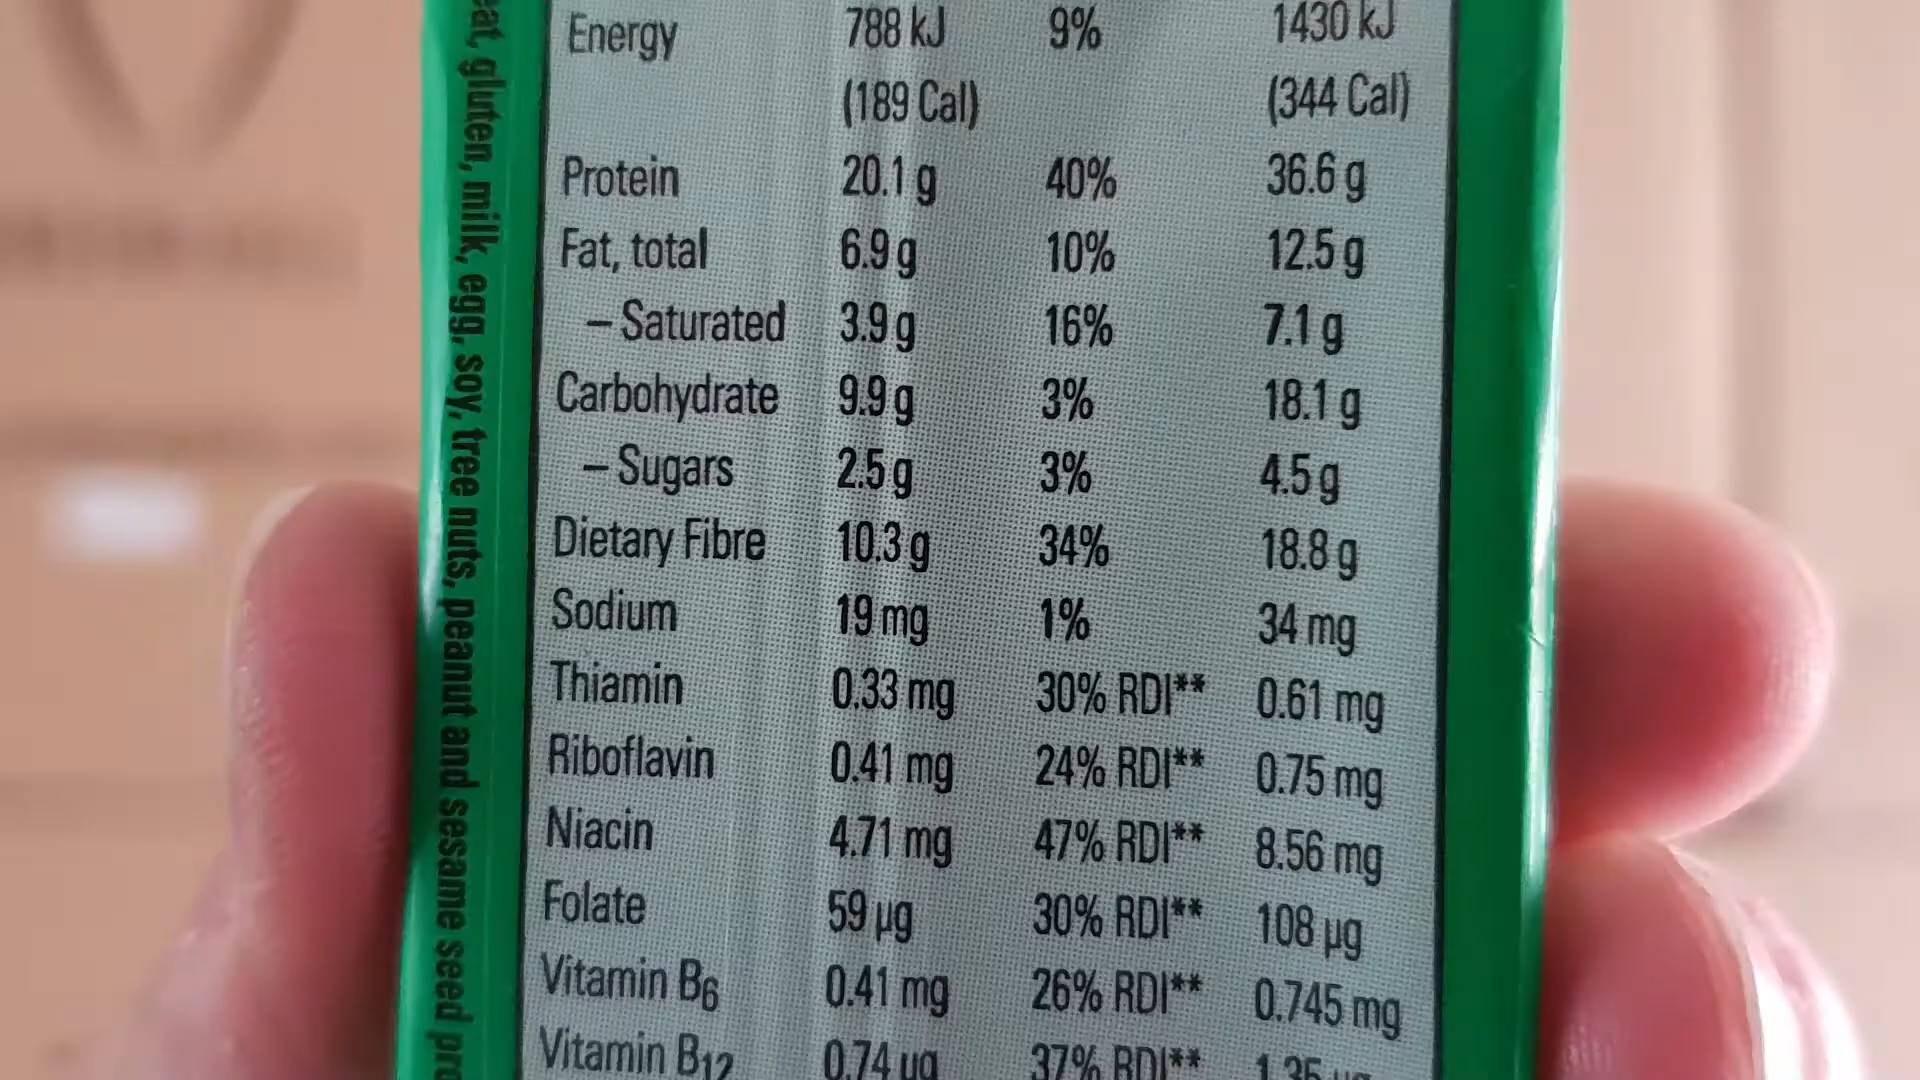 Energy 788 kJ 9% 1430 kJ
(189 Cal) (344 Cal)
Protein 20.1 g 40% 36.6 g
Fat, total 6.9 g 10% 12.5 g
– Saturated 3.9 g 16% 7.1 g
Carbohydrate 9.9 g 3% 18.1 g
– Sugars 2.5 g 3% 4.5 g
Dietary Fibre 10.3 g 34% 18.8 g
Sodium 19 mg 1% 34 mg
Thiamin 0.33 mg 30% RDI** 0.61 mg
Riboflavin 0.41 mg 24% RDI** 0.75 mg
Niacin 4.71 mg 47% RDI** 8.56 mg
Folate 59 µg 30% RDI** 108 µg
Vitamin B6 0.41 mg 26% RDI** 0.745 mg
Vitamin B12 0.74 µg 37% RDI** 1.35 µg
gluten, milk, egg, soy, tree nuts, peanut and sesame seed